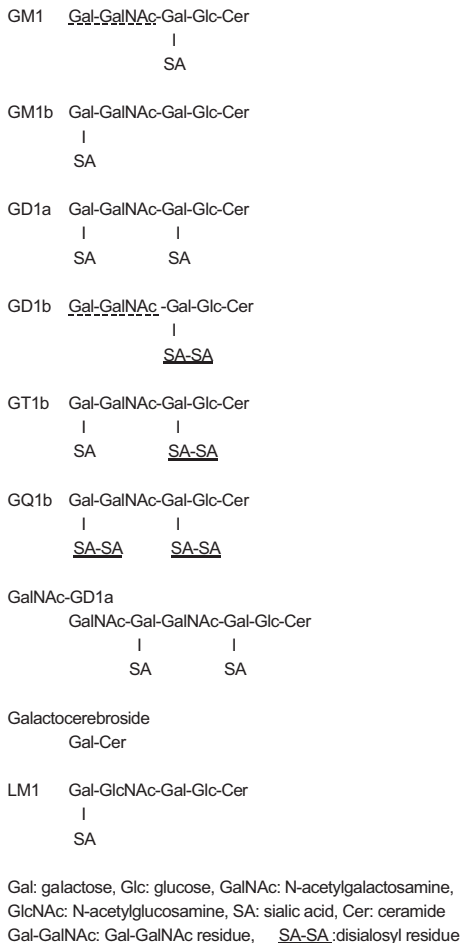 GM1 Gal-GalNAc-Gal-Glc-Cer
I
SA
GM1b Gal-GalNAc-Gal-Glc-Cer
I
SA
GD1a Gal-GalNAc-Gal-Glc-Cer
I I
SA SA
GD1b Gal-GalNAc -Gal-Glc-Cer
I
SA-SA
GT1b Gal-GalNAc-Gal-Glc-Cer
I I
SA SA-SA
GQ1b Gal-GalNAc-Gal-Glc-Cer
I I
SA-SA SA-SA
GalNAc-GD1a
GalNAc-Gal-GalNAc-Gal-Glc-Cer
I I
SA SA
Galactocerebroside
Gal-Cer
LM1 Gal-GlcNAc-Gal-Glc-Cer
I
SA
Gal: galactose, Glc: glucose, GalNAc: N-acetylgalactosamine,
GlcNAc: N-acetylglucosamine, SA: sialic acid, Cer: ceramide
Gal-GalNAc: Gal-GalNAc residue, SA-SA :disialosyl residue